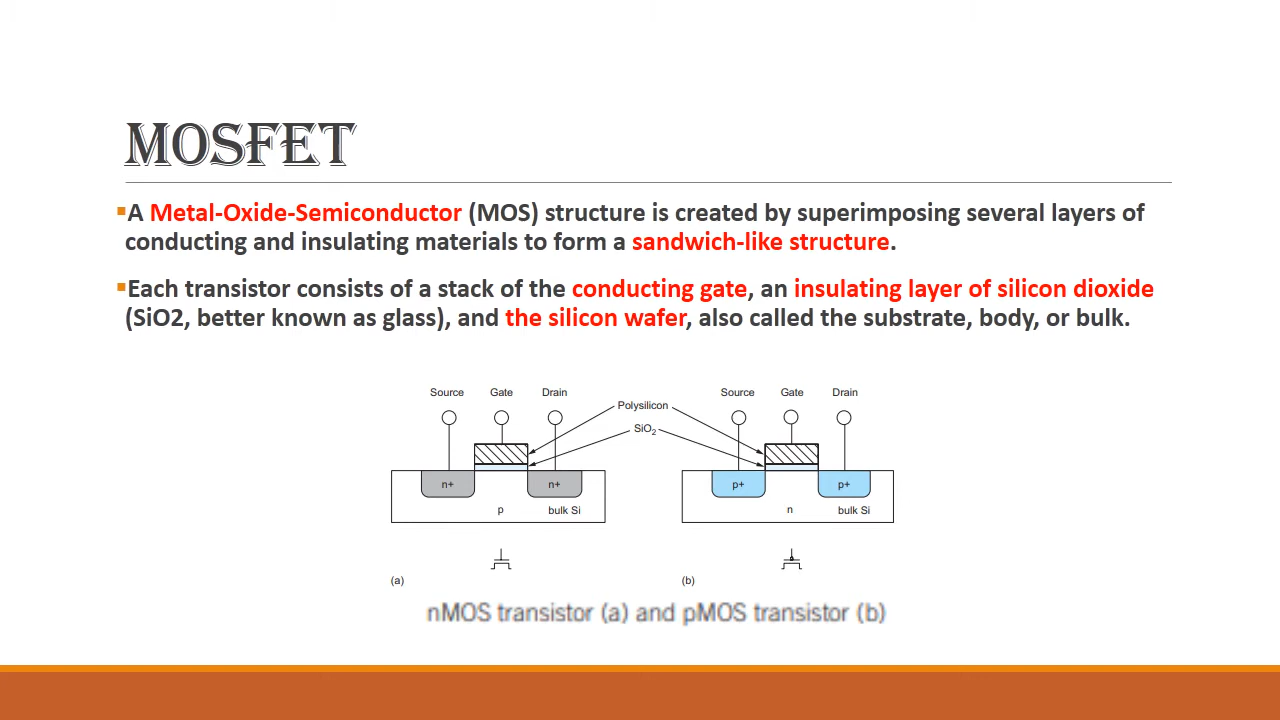 MOSFET
▪A Metal-Oxide-Semiconductor (MOS) structure is created by superimposing several layers of
conducting and insulating materials to form a sandwich-like structure.
▪Each transistor consists of a stack of the conducting gate, an insulating layer of silicon dioxide
(SiO2, better known as glass), and the silicon wafer, also called the substrate, body, or bulk.
Source Gate Drain
Polysilicon
SiO₂
n+ n+
p bulk Si
(a)
Source Gate Drain
p+ p+
n bulk Si
(b)
nMOS transistor (a) and pMOS transistor (b)